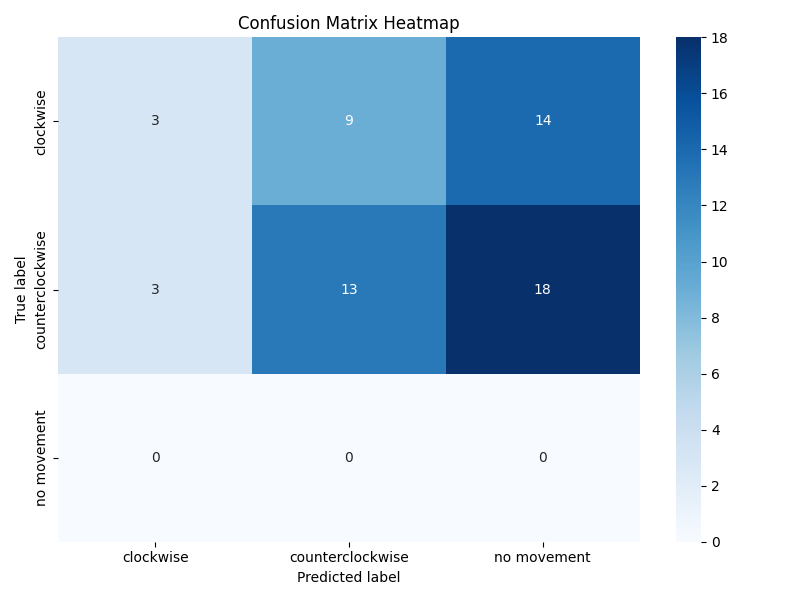 Confusion Matrix Heatmap
True label
clockwise
3 9 14
counterclockwise
3 13 18
no movement
0 0 0
clockwise counterclockwise no movement
Predicted label
18
16
14
12
10
8
6
4
2
0